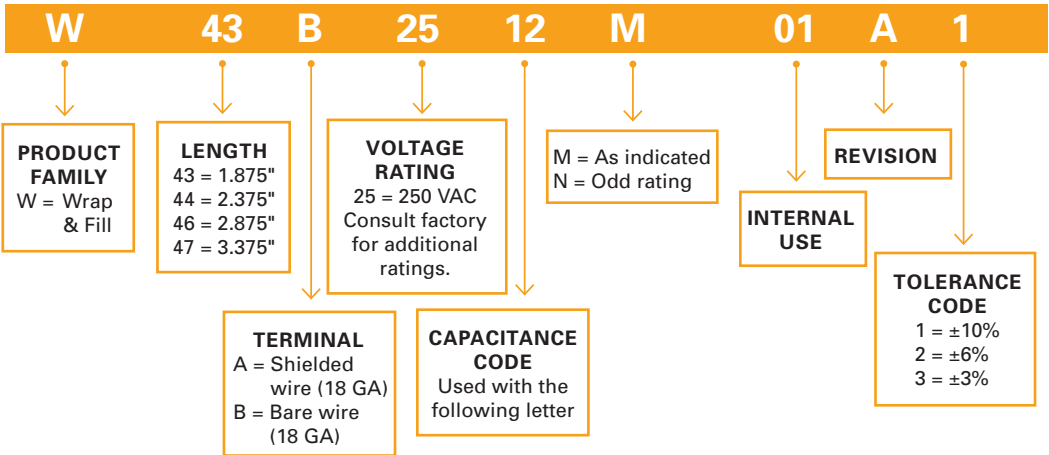 W 43 B 25 12 M 01 A 1
PRODUCT
FAMILY
W = Wrap
& Fill
LENGTH
43 = 1.875"
44 = 2.375"
46 = 2.875"
47 = 3.375"
VOLTAGE
RATING
25 = 250 VAC
Consult factory
for additional
ratings.
M = As indicated
N = Odd rating
REVISION
INTERNAL
USE
TERMINAL
A = Shielded
wire (18 GA)
B = Bare wire
(18 GA)
CAPACITANCE
CODE
Used with the
following letter
TOLERANCE
CODE
1 = ±10%
2 = ±6%
3 = ±3%